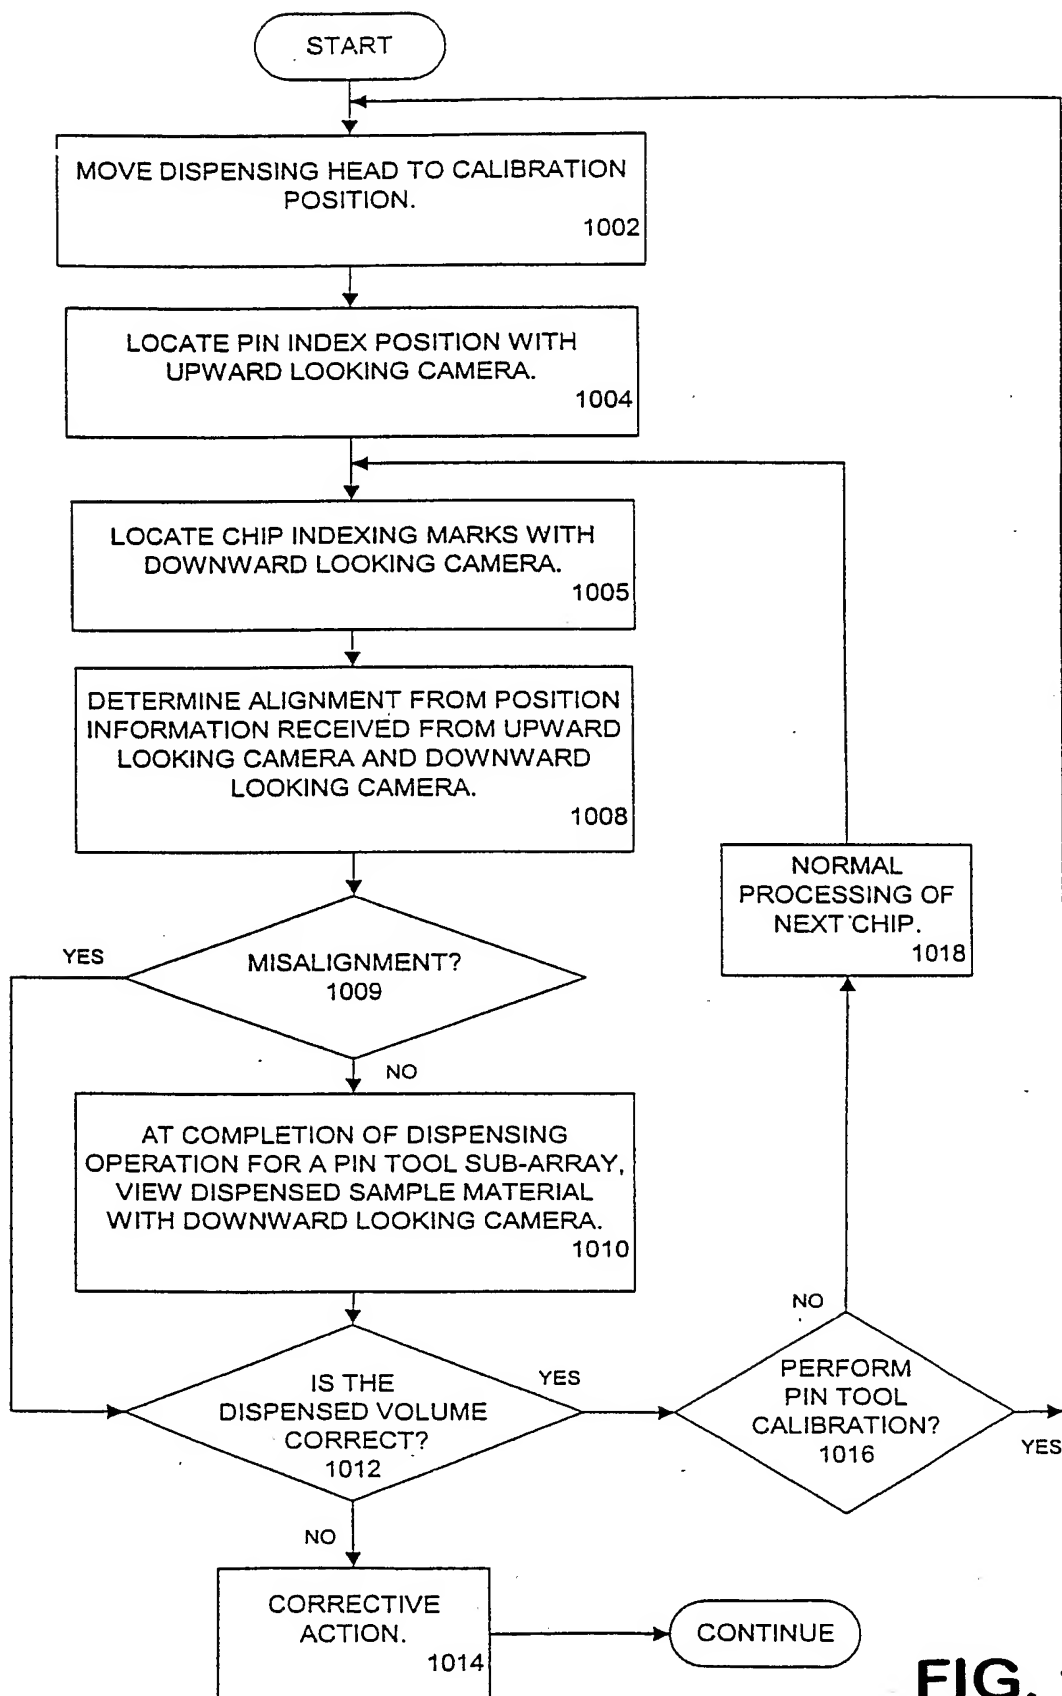 START
MOVE DISPENSING HEAD TO CALIBRATION
POSITION.
1002
LOCATE PIN INDEX POSITION WITH
UPWARD LOOKING CAMERA.
1004
LOCATE CHIP INDEXING MARKS WITH
DOWNWARD LOOKING CAMERA.
1005
DETERMINE ALIGNMENT FROM POSITION
INFORMATION RECEIVED FROM UPWARD
LOOKING CAMERA AND DOWNWARD
LOOKING CAMERA.
1008
NORMAL
PROCESSING OF
NEXT CHIP.
1018
YES
MISALIGNMENT?
1009
NO
AT COMPLETION OF DISPENSING
OPERATION FOR A PIN TOOL SUB-ARRAY,
VIEW DISPENSED SAMPLE MATERIAL
WITH DOWNWARD LOOKING CAMERA.
1010
NO
IS THE
DISPENSED VOLUME
CORRECT?
1012
YES
PERFORM
PIN TOOL
CALIBRATION?
1016
YES
NO
CORRECTIVE
ACTION.
1014
CONTINUE
FIG.